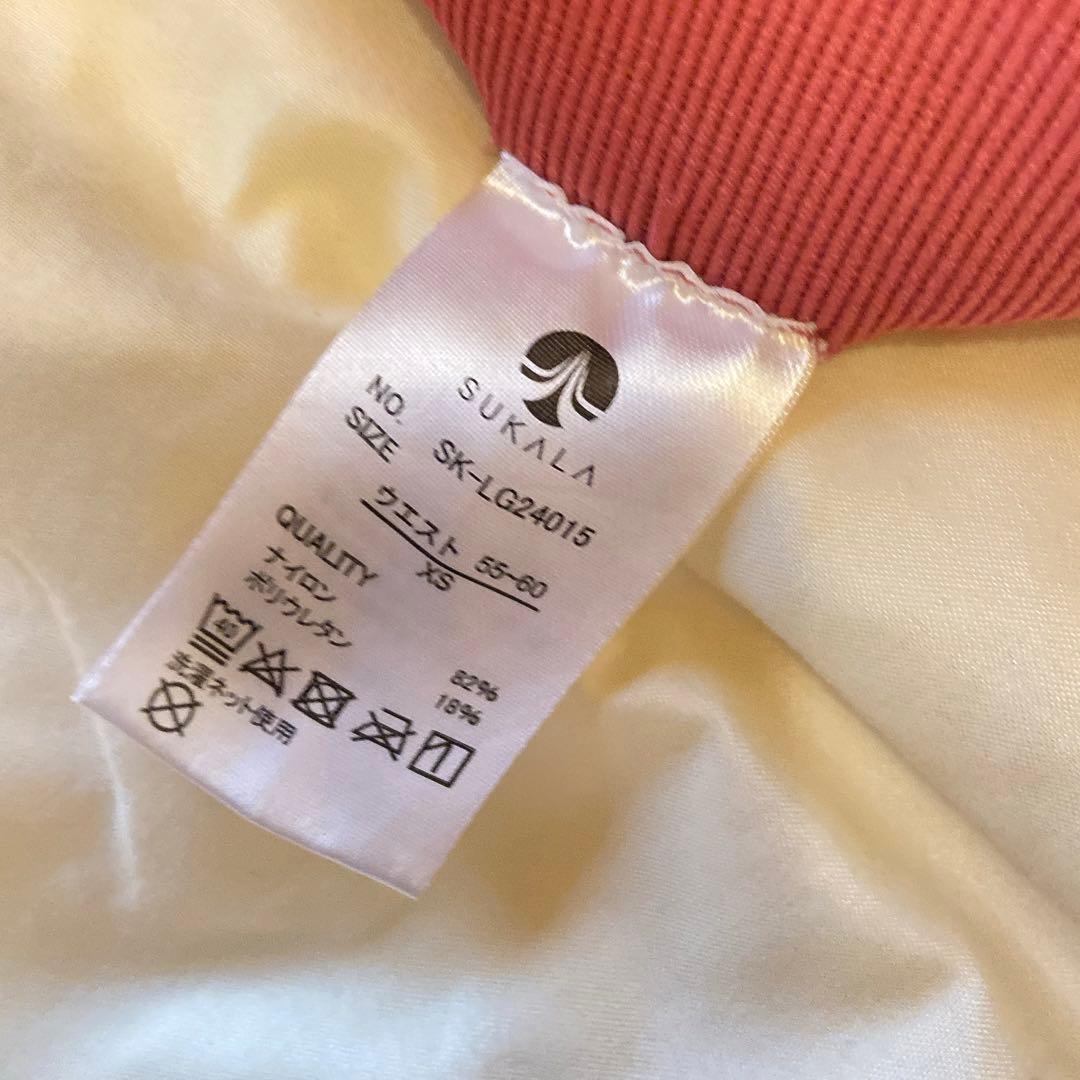 SUKALA
NO. SK-LG24015
SIZE ウエスト 55-60
XS
QUALITY
ナイロン 82%
ポリウレタン 18%
40
洗濯ネット使用